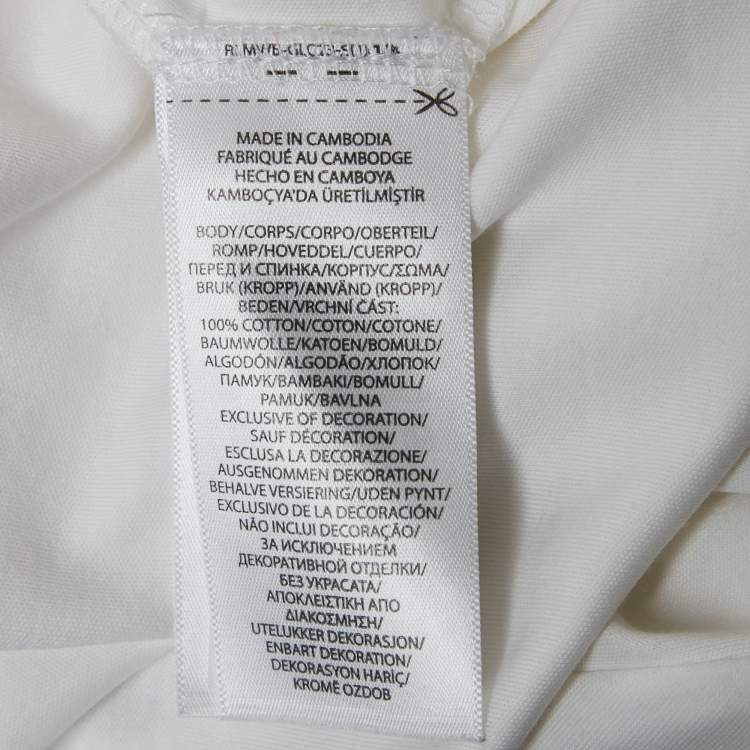 MADE IN CAMBODIA
FABRIQUÉ AU CAMBODGE
HECHO EN CAMBOYA
KAMBOÇYA'DA ÜRETİLMİŞTİR
BODY/CORPS/CORPO/OBERTEIL/
ROMP/HOVEDDEL/CUERPO/
ПЕРЕД И СПИНКА/КОРПУС/ΣΩΜΑ/
BRUK (KROPP)/ANVÄND (KROPP)/
BEDEN/VRCHNÍ ČÁST:
100% COTTON/COTON/COTONE/
BAUMWOLLE/KATOEN/BOMULD/
ALGODÓN/ALGODÃO/ХЛОПОК/
ПАМУК/ΒΑΜΒΑΚΙ/BOMULL/
PAMUK/BAVLNA
EXCLUSIVE OF DECORATION/
SAUF DÉCORATION/
ESCLUSA LA DECORAZIONE/
AUSGENOMMEN DEKORATION/
BEHALVE VERSIERING/UDEN PYNT/
EXCLUSIVO DE LA DECORACIÓN/
NÃO INCLUI DECORAÇÃO/
ЗА ИСКЛЮЧЕНИЕМ
ДЕКОРАТИВНОЙ ОТДЕЛКИ/
БЕЗ УКРАСАТА/
ΑΠΟΚΛΕΙΣΤΙΚΗ ΑΠΟ
ΔΙΑΚΟΣΜΗΣΗ/
UTELUKKER DEKORASJON/
ENBART DEKORATION/
DEKORASYON HARİÇ/
KROMĚ OZDOB